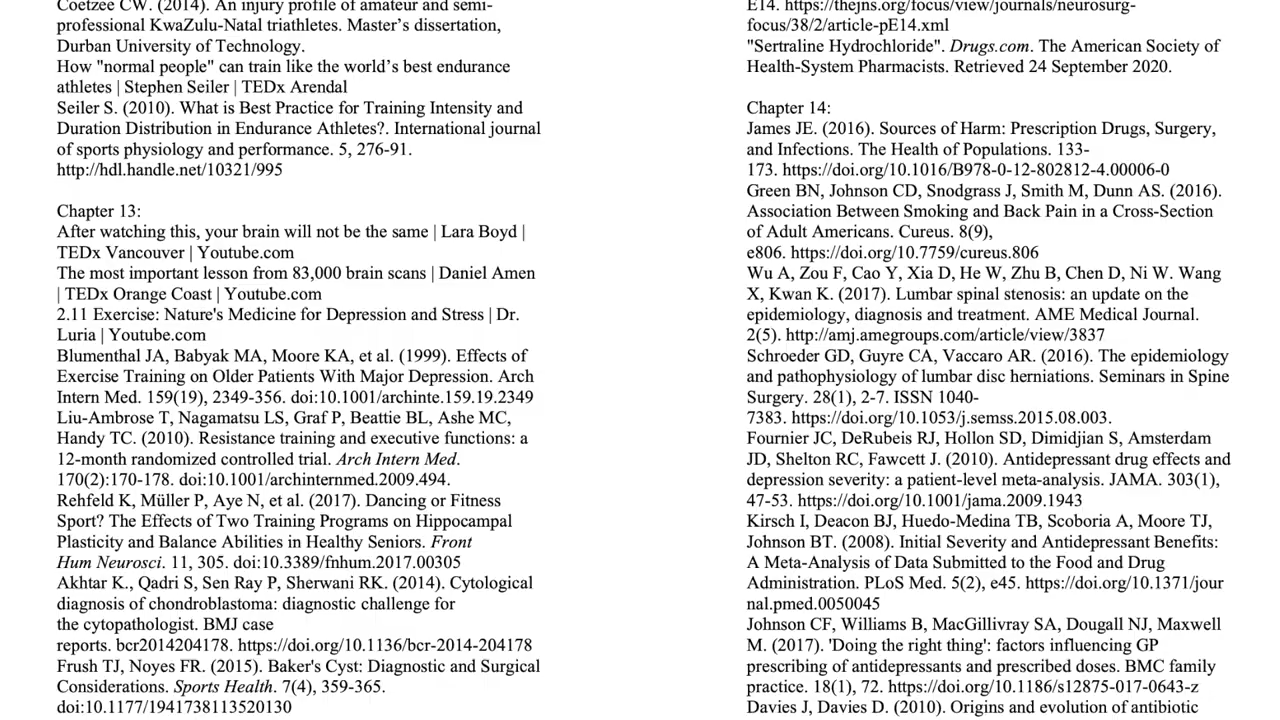 Coetzee CW. (2014). An injury profile of amateur and semi-
professional KwaZulu-Natal triathletes. Master’s dissertation,
Durban University of Technology.
How "normal people" can train like the world’s best endurance
athletes | Stephen Seiler | TEDx Arendal
Seiler S. (2010). What is Best Practice for Training Intensity and
Duration Distribution in Endurance Athletes?. International journal
of sports physiology and performance. 5, 276-91.
http://hdl.handle.net/10321/995

Chapter 13:
After watching this, your brain will not be the same | Lara Boyd |
TEDx Vancouver | Youtube.com
The most important lesson from 83,000 brain scans | Daniel Amen
| TEDx Orange Coast | Youtube.com
2.11 Exercise: Nature's Medicine for Depression and Stress | Dr.
Luria | Youtube.com
Blumenthal JA, Babyak MA, Moore KA, et al. (1999). Effects of
Exercise Training on Older Patients With Major Depression. Arch
Intern Med. 159(19), 2349-356. doi:10.1001/archinte.159.19.2349
Liu-Ambrose T, Nagamatsu LS, Graf P, Beattie BL, Ashe MC,
Handy TC. (2010). Resistance training and executive functions: a
12-month randomized controlled trial. Arch Intern Med.
170(2):170-178. doi:10.1001/archinternmed.2009.494.
Rehfeld K, Müller P, Aye N, et al. (2017). Dancing or Fitness
Sport? The Effects of Two Training Programs on Hippocampal
Plasticity and Balance Abilities in Healthy Seniors. Front
Hum Neurosci. 11, 305. doi:10.3389/fnhum.2017.00305
Akhtar K., Qadri S, Sen Ray P, Sherwani RK. (2014). Cytological
diagnosis of chondroblastoma: diagnostic challenge for
the cytopathologist. BMJ case
reports. bcr2014204178. https://doi.org/10.1136/bcr-2014-204178
Frush TJ, Noyes FR. (2015). Baker's Cyst: Diagnostic and Surgical
Considerations. Sports Health. 7(4), 359-365.
doi:10.1177/1941738113520130
E14. https://thejns.org/focus/view/journals/neurosurg-
focus/38/2/article-pE14.xml
"Sertraline Hydrochloride". Drugs.com. The American Society of
Health-System Pharmacists. Retrieved 24 September 2020.

Chapter 14:
James JE. (2016). Sources of Harm: Prescription Drugs, Surgery,
and Infections. The Health of Populations. 133-
173. https://doi.org/10.1016/B978-0-12-802812-4.00006-0
Green BN, Johnson CD, Snodgrass J, Smith M, Dunn AS. (2016).
Association Between Smoking and Back Pain in a Cross-Section
of Adult Americans. Cureus. 8(9),
e806. https://doi.org/10.7759/cureus.806
Wu A, Zou F, Cao Y, Xia D, He W, Zhu B, Chen D, Ni W. Wang
X, Kwan K. (2017). Lumbar spinal stenosis: an update on the
epidemiology, diagnosis and treatment. AME Medical Journal.
2(5). http://amj.amegroups.com/article/view/3837
Schroeder GD, Guyre CA, Vaccaro AR. (2016). The epidemiology
and pathophysiology of lumbar disc herniations. Seminars in Spine
Surgery. 28(1), 2-7. ISSN 1040-
7383. https://doi.org/10.1053/j.semss.2015.08.003.
Fournier JC, DeRubeis RJ, Hollon SD, Dimidjian S, Amsterdam
JD, Shelton RC, Fawcett J. (2010). Antidepressant drug effects and
depression severity: a patient-level meta-analysis. JAMA. 303(1),
47-53. https://doi.org/10.1001/jama.2009.1943
Kirsch I, Deacon BJ, Huedo-Medina TB, Scoboria A, Moore TJ,
Johnson BT. (2008). Initial Severity and Antidepressant Benefits:
A Meta-Analysis of Data Submitted to the Food and Drug
Administration. PLoS Med. 5(2), e45. https://doi.org/10.1371/jour
nal.pmed.0050045
Johnson CF, Williams B, MacGillivray SA, Dougall NJ, Maxwell
M. (2017). 'Doing the right thing': factors influencing GP
prescribing of antidepressants and prescribed doses. BMC family
practice. 18(1), 72. https://doi.org/10.1186/s12875-017-0643-z
Davies J, Davies D. (2010). Origins and evolution of antibiotic